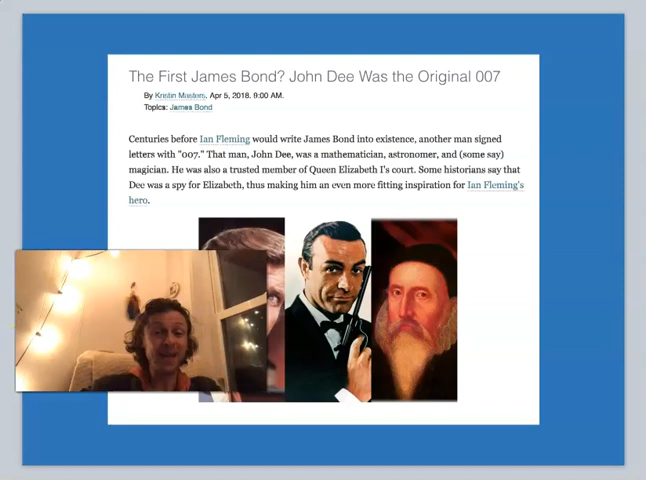 The First James Bond? John Dee Was the Original 007
By Kristin Masters. Apr 5, 2018. 9:00 AM.
Topics: James Bond
Centuries before Ian Fleming would write James Bond into existence, another man signed
letters with "007." That man, John Dee, was a mathematician, astronomer, and (some say)
magician. He was also a trusted member of Queen Elizabeth I's court. Some historians say that
Dee was a spy for Elizabeth, thus making him an even more fitting inspiration for Ian Fleming's
hero.